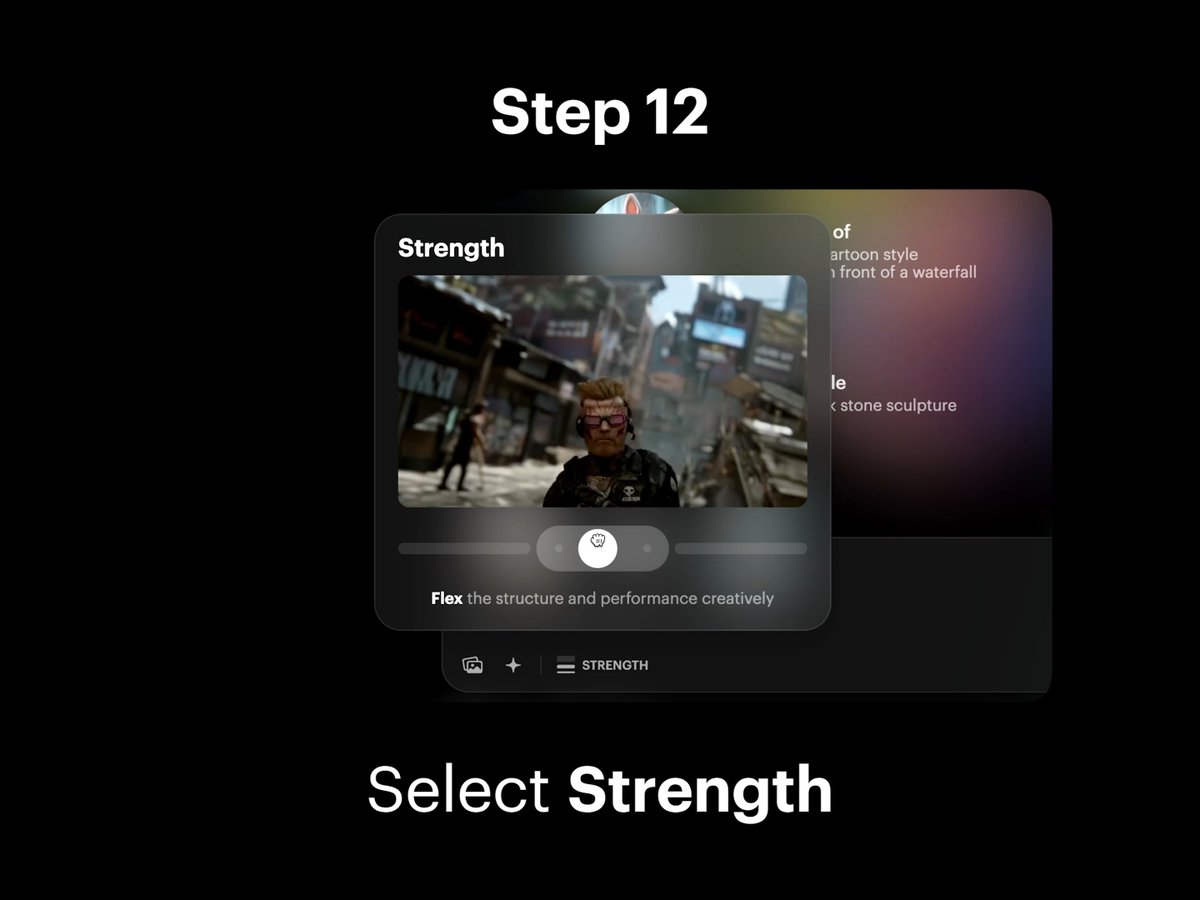 Step 12
Strength
of
artoon style
n front of a waterfall
le
k stone sculpture
Flex the structure and performance creatively
STRENGTH
Select Strength